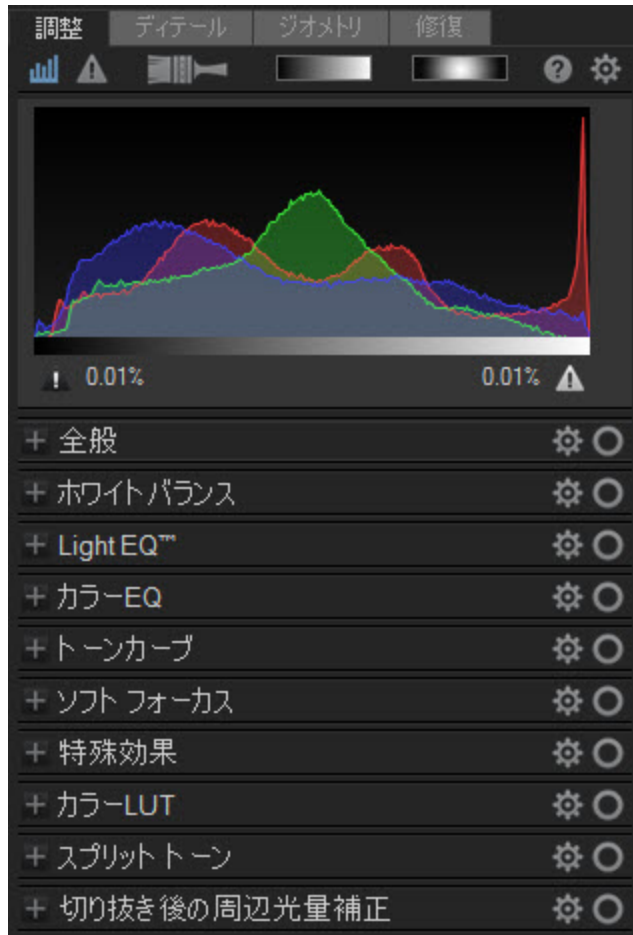 調整 ディテール ジオメトリ 修復
0.01% 0.01%
全般
ホワイトバランス
Light EQ™
カラーEQ
トーンカーブ
ソフト フォーカス
特殊効果
カラーLUT
スプリット トーン
切り抜き後の周辺光量補正